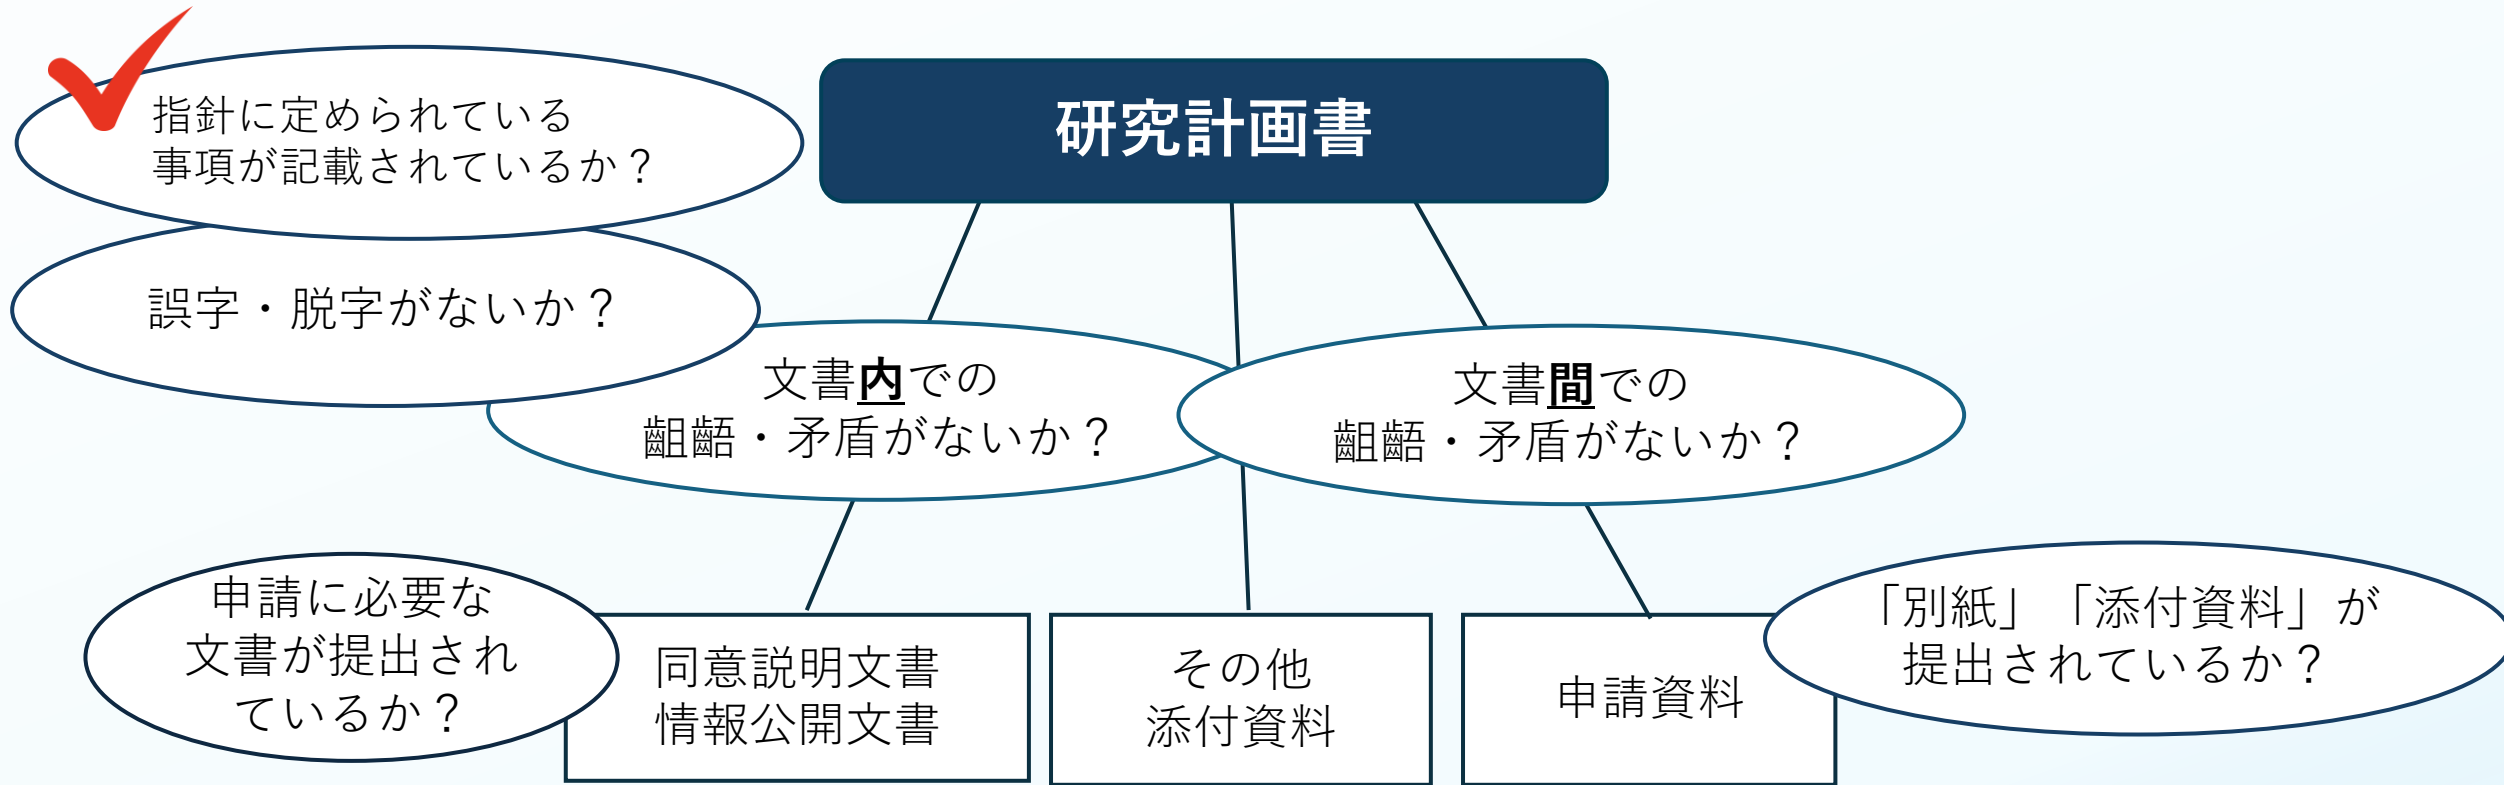 指針に定められている
事項が記載されているか？
研究計画書
誤字・脱字がないか？
文書内での
齟齬・矛盾がないか？
文書間での
齟齬・矛盾がないか？
申請に必要な
文書が提出され
ているか？
同意説明文書
情報公開文書
その他
添付資料
申請資料
「別紙」「添付資料」が
提出されているか？